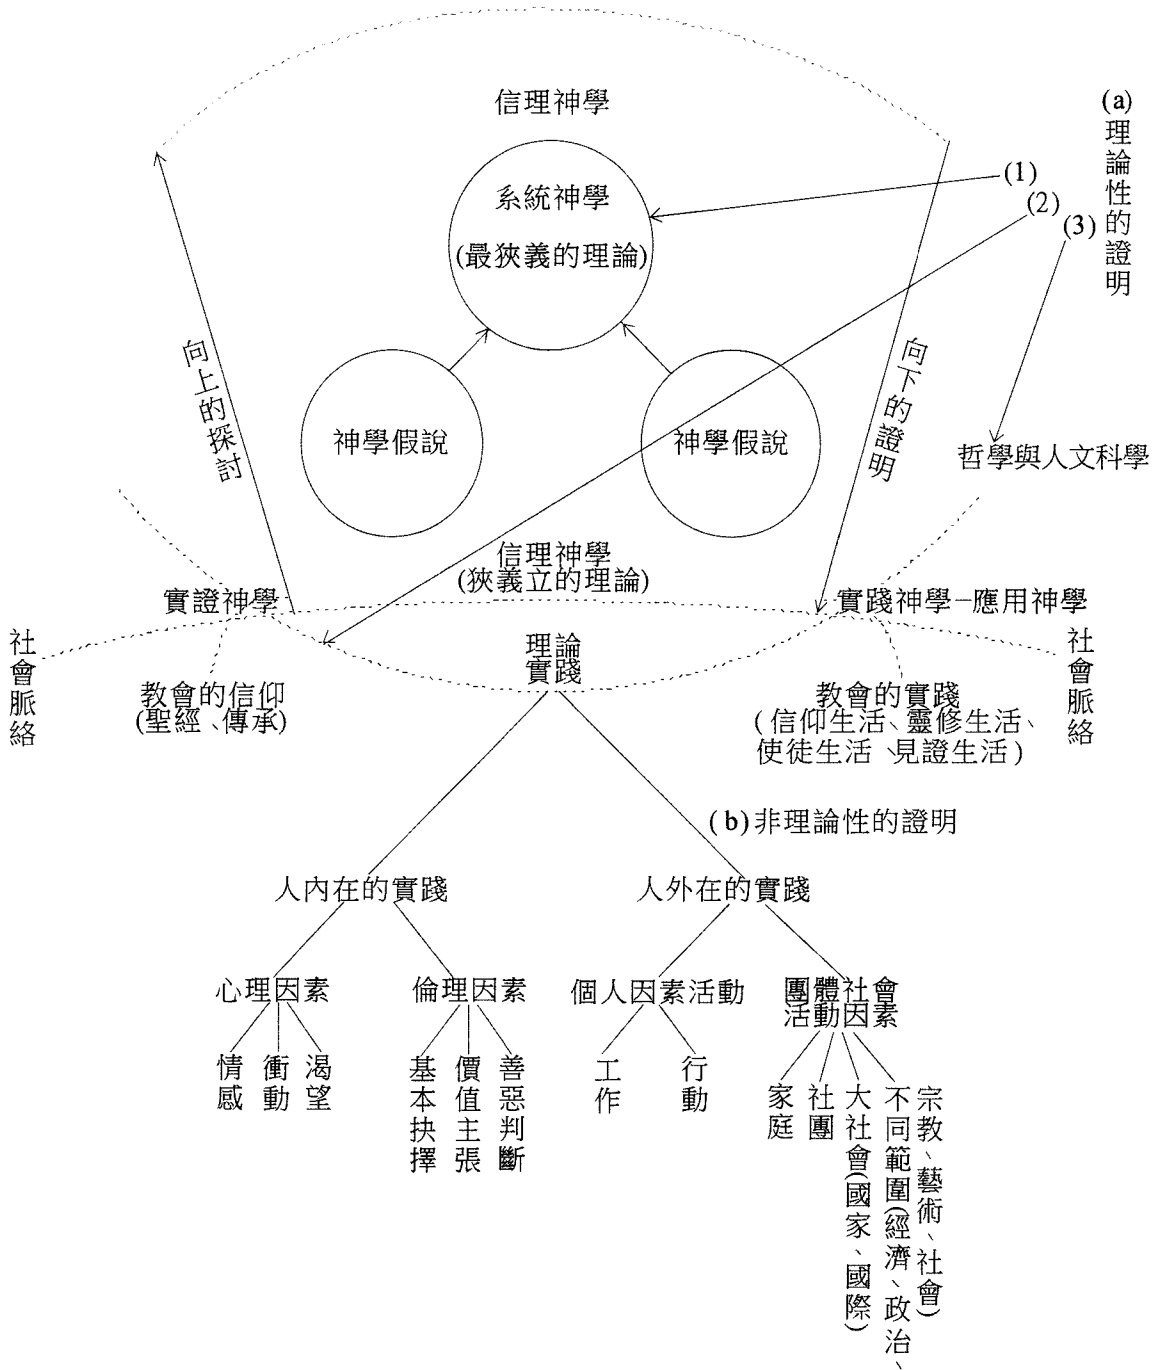 信理神學
(a)理論性的證明
(1)
(2)
(3)
系統神學
(最狹義的理論)
向上的探討
向下的證明
神學假說
神學假說
哲學與人文科學
信理神學
(狹義立的理論)
實證神學
實踐神學–應用神學
社會脈絡
社會脈絡
理論
實踐
教會的信仰
(聖經、傳承)
教會的實踐
(信仰生活、靈修生活、
使徒生活、見證生活)
(b)非理論性的證明
人內在的實踐
人外在的實踐
心理因素
倫理因素
個人因素活動
團體社會
活動因素
情感
衝動
渴望
基本抉擇
價值主張
善惡判斷
工作
行動
家庭
社團
大社會(國家、國際)
不同範圍(經濟、政治、
宗教、藝術、社會)